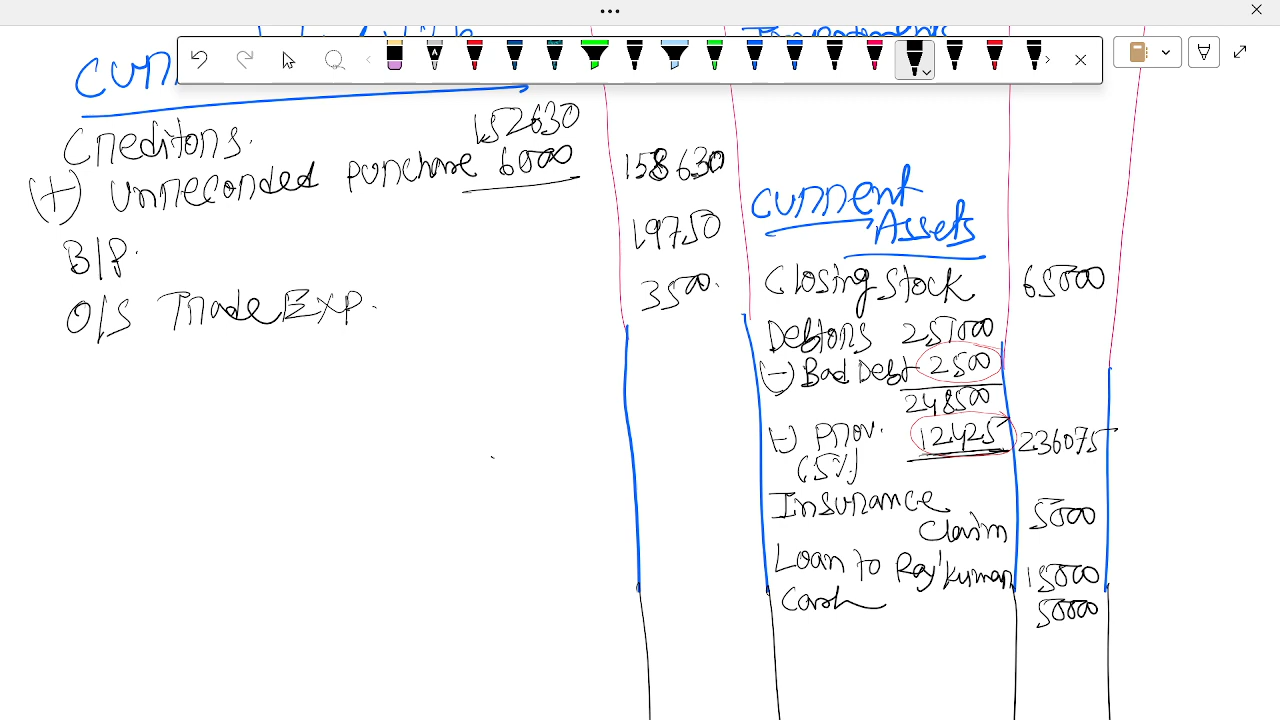 Creditors. 152630
(+) Unrecorded purchase 6000 158630
B/P. 19750
O/S Trade Exp. 3500.
Current Assets
Closing Stock 65000
Debtors 251000
(-) Bad Debt 2500
248500
(-) Prov. (5%) 12425 236075
Insurance Claim 5000
Loan to Raj Kumar 15000
Cash 5000